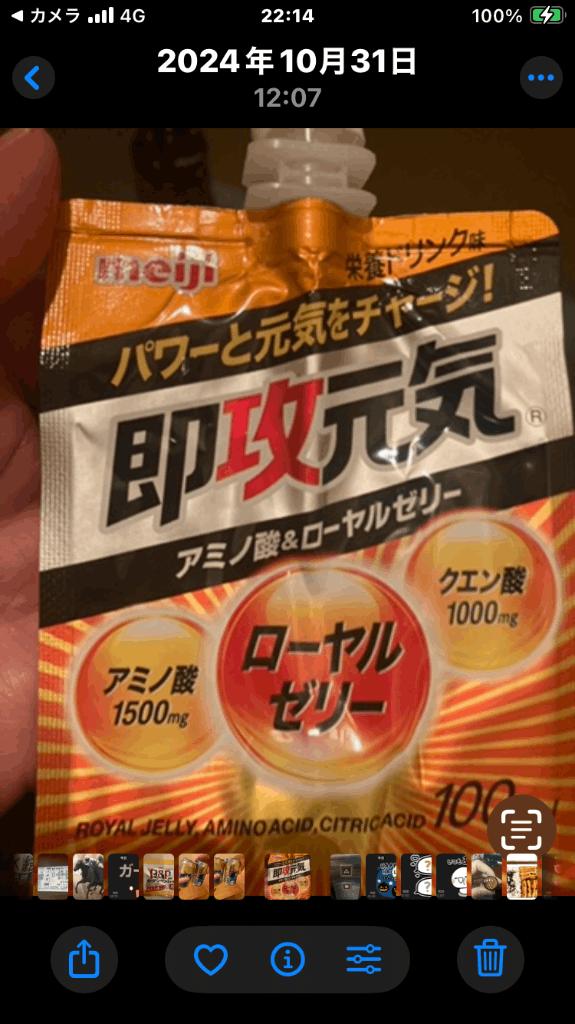 カメラ 4G 22:14 100%
2024年10月31日
12:07
meiji
栄養ドリンク味
パワーと元気をチャージ!
即攻元気®
アミノ酸&ローヤルゼリー
クエン酸
1000mg
アミノ酸
1500mg
ローヤル
ゼリー
ROYAL JELLY, AMINO ACID, CITRIC ACID
100